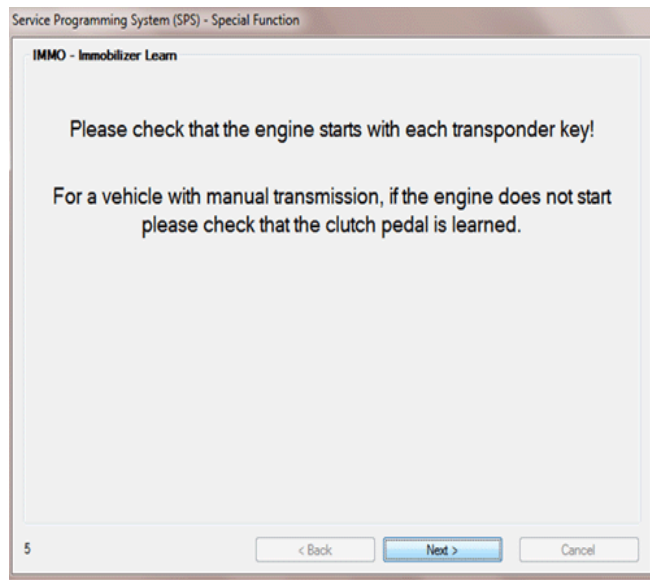 Service Programming System (SPS) - Special Function
IMMO - Immobilizer Learn
Please check that the engine starts with each transponder key!
For a vehicle with manual transmission, if the engine does not start
please check that the clutch pedal is learned.
5
< Back
Next >
Cancel